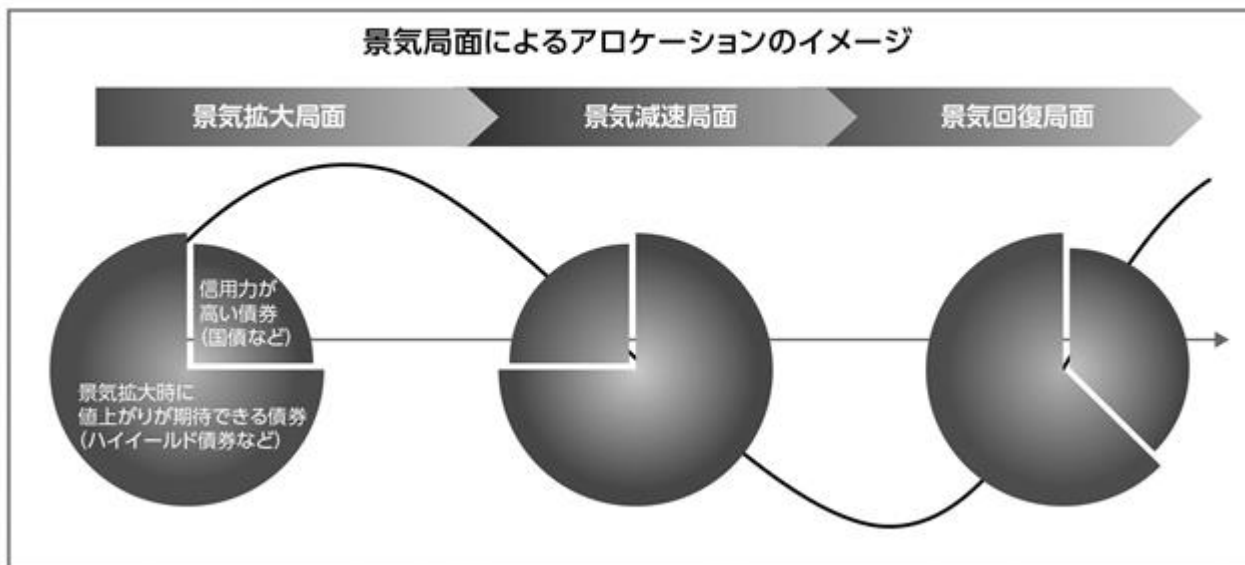 景気局面によるアロケーションのイメージ
景気拡大局面
景気減速局面
景気回復局面
信用力が
高い債券
(国債など)
景気拡大時に
値上がりが期待できる債券
(ハイイールド債券など)